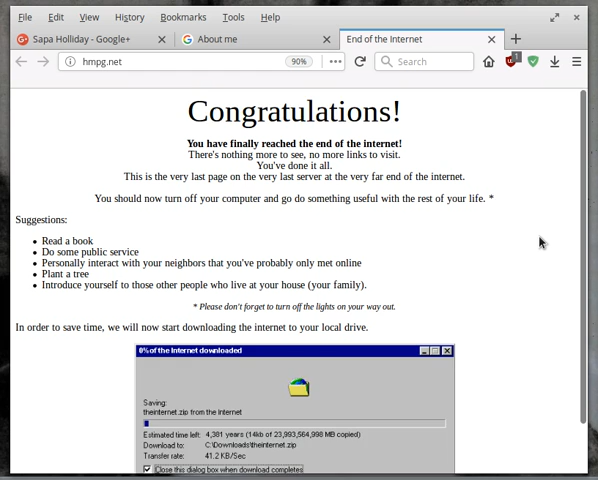 File Edit View History Bookmarks Tools Help
Sapa Holliday - Google+ About me End of the Internet
hmpg.net 90% Search 1
Congratulations!
You have finally reached the end of the internet!
There's nothing more to see, no more links to visit.
You've done it all.
This is the very last page on the very last server at the very far end of the internet.
You should now turn off your computer and go do something useful with the rest of your life. *
Suggestions:
Read a book
Do some public service
Personally interact with your neighbors that you've probably only met online
Plant a tree
Introduce yourself to those other people who live at your house (your family).
* Please don't forget to turn off the lights on your way out.
In order to save time, we will now start downloading the internet to your local drive.
0% of the Internet downloaded
Saving:
theinternet.zip from the Internet
Estimated time left: 4,381 years (14kb of 23,993,564,998 MB copied)
Download to: C:\Downloads\theinternet.zip
Transfer rate: 41.2 KB/Sec
Close this dialog box when download completes